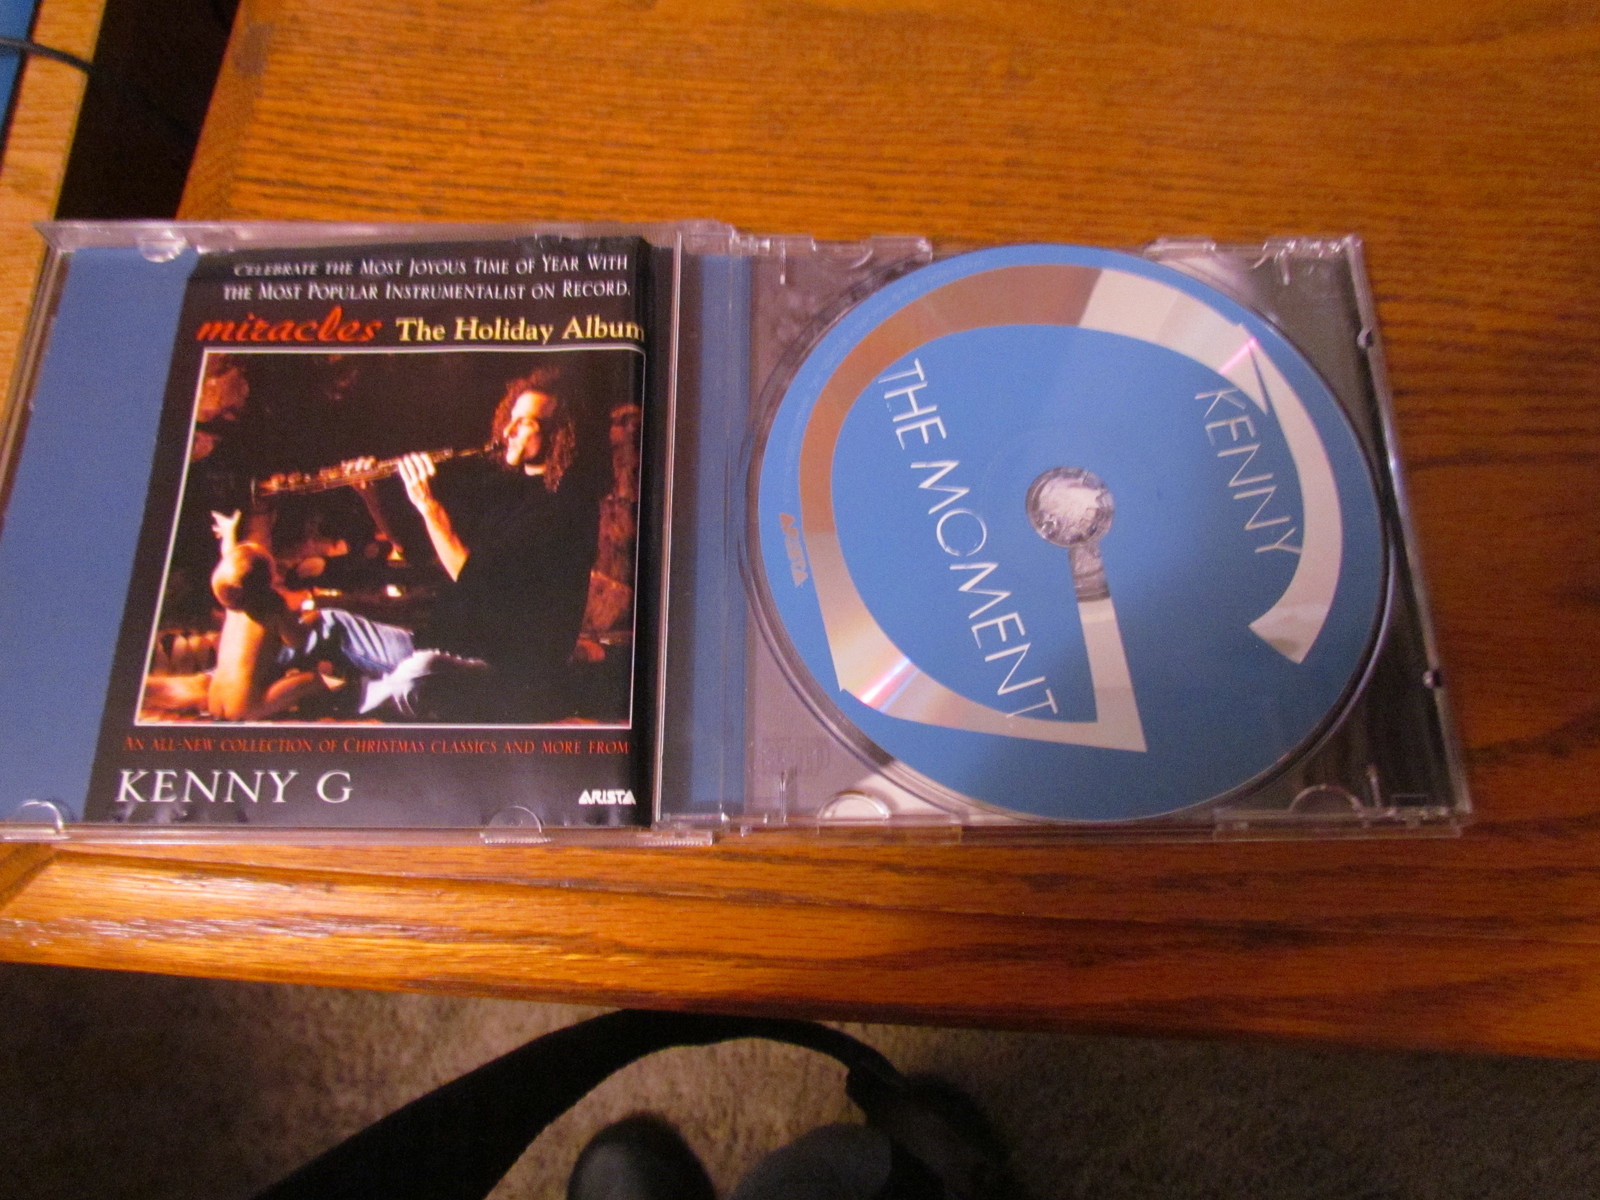 CELEBRATE THE MOST JOYOUS TIME OF YEAR WITH
THE MOST POPULAR INSTRUMENTALIST ON RECORD.
miracles The Holiday Album
AN ALL-NEW COLLECTION OF CHRISTMAS CLASSICS AND MORE FROM
KENNY G
ARISTA
KENNY
G
THE MOMENT
ARISTA